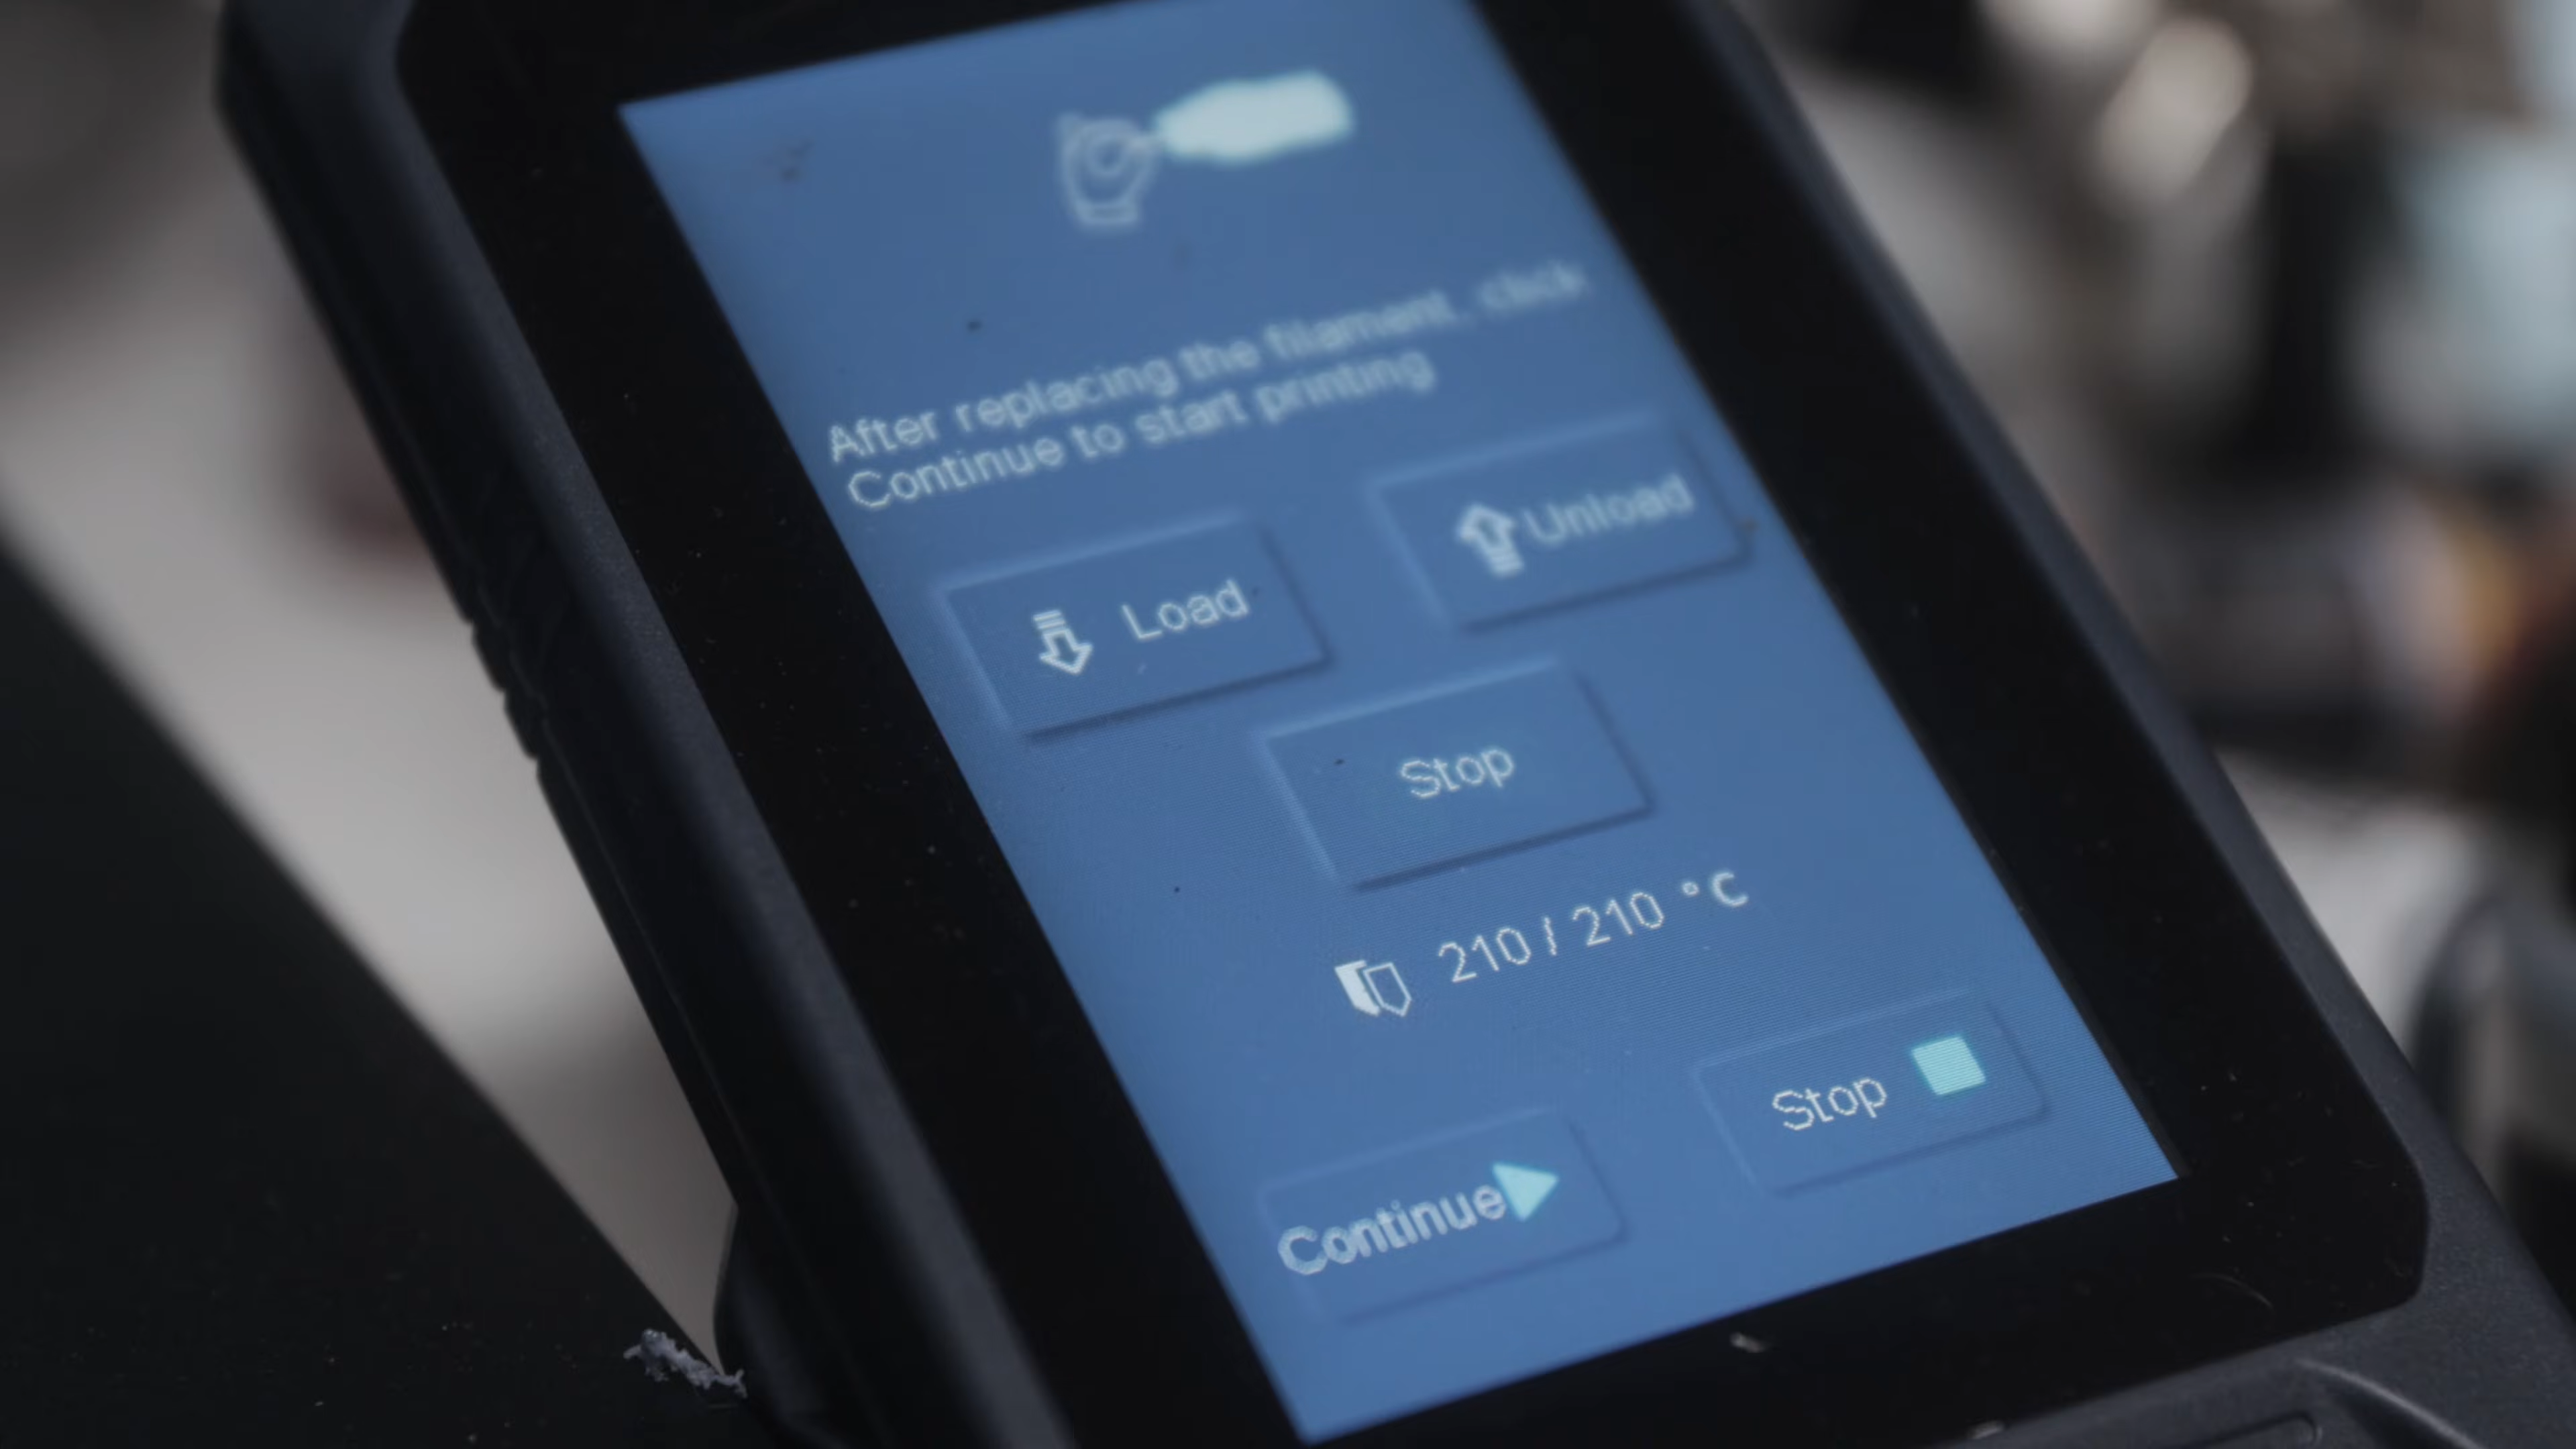 After replacing the filament, click
Continue to start printing
Load
Unload
Stop
210 / 210 °C
Continue
Stop